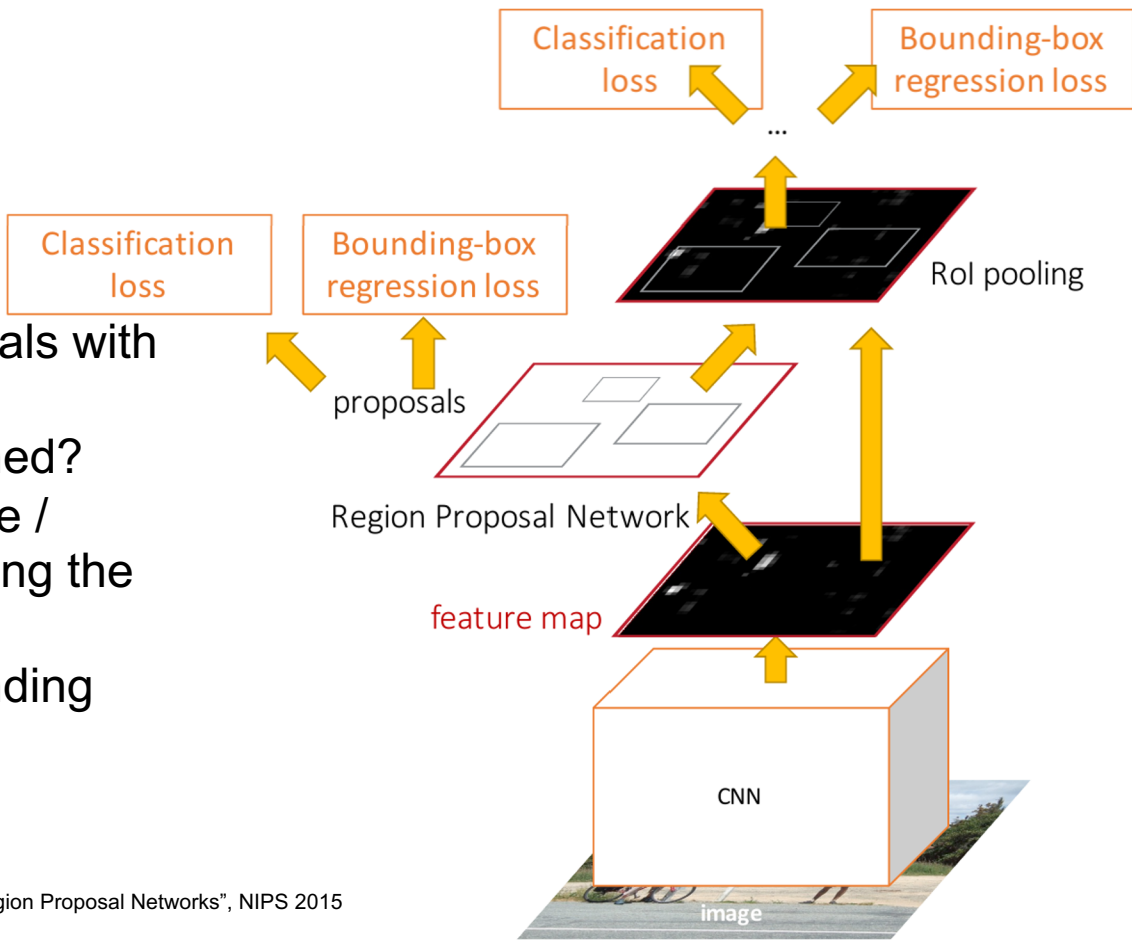 Classification
loss
Bounding-box
regression loss
...
Classification
loss
Bounding-box
regression loss
RoI pooling
als with
proposals
ed?
Region Proposal Network
e /
ng the
feature map
ding
CNN
gion Proposal Networks”, NIPS 2015
image